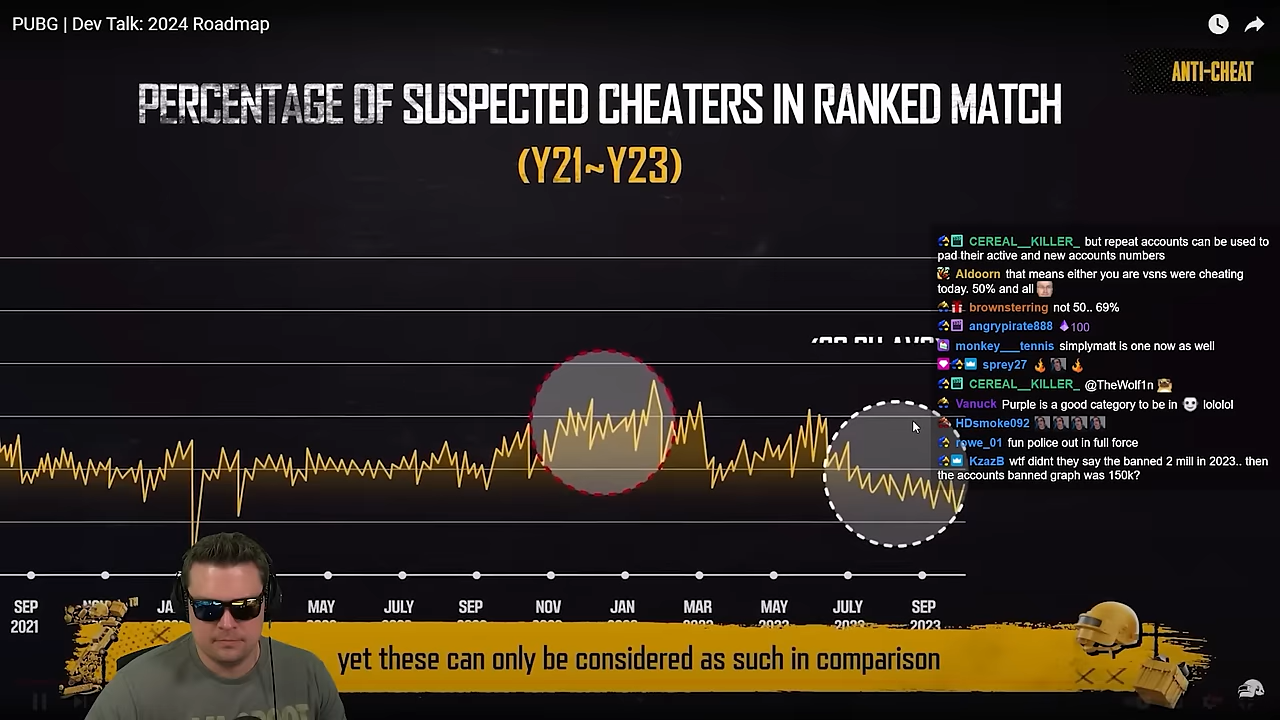 PUBG | Dev Talk: 2024 Roadmap
ANTI-CHEAT
PERCENTAGE OF SUSPECTED CHEATERS IN RANKED MATCH
(Y21~Y23)
CEREAL__KILLER_ but repeat accounts can be used to
pad their active and new accounts numbers
Aldoorn that means either you are vsns were cheating
today. 50% and all
brownsterring not 50.. 69%
angrypirate888 100
monkey___tennis simplymatt is one now as well
sprey27
CEREAL__KILLER_ @TheWolf1n
Vanuck Purple is a good category to be in lololol
HDsmoke092
rowe_01 fun police out in full force
KzazB wtf didnt they say the banned 2 mill in 2023.. then
the accounts banned graph was 150k?
SEP NOV JA MAY JULY SEP NOV JAN MAR MAY JULY SEP
2021 2023
yet these can only be considered as such in comparison